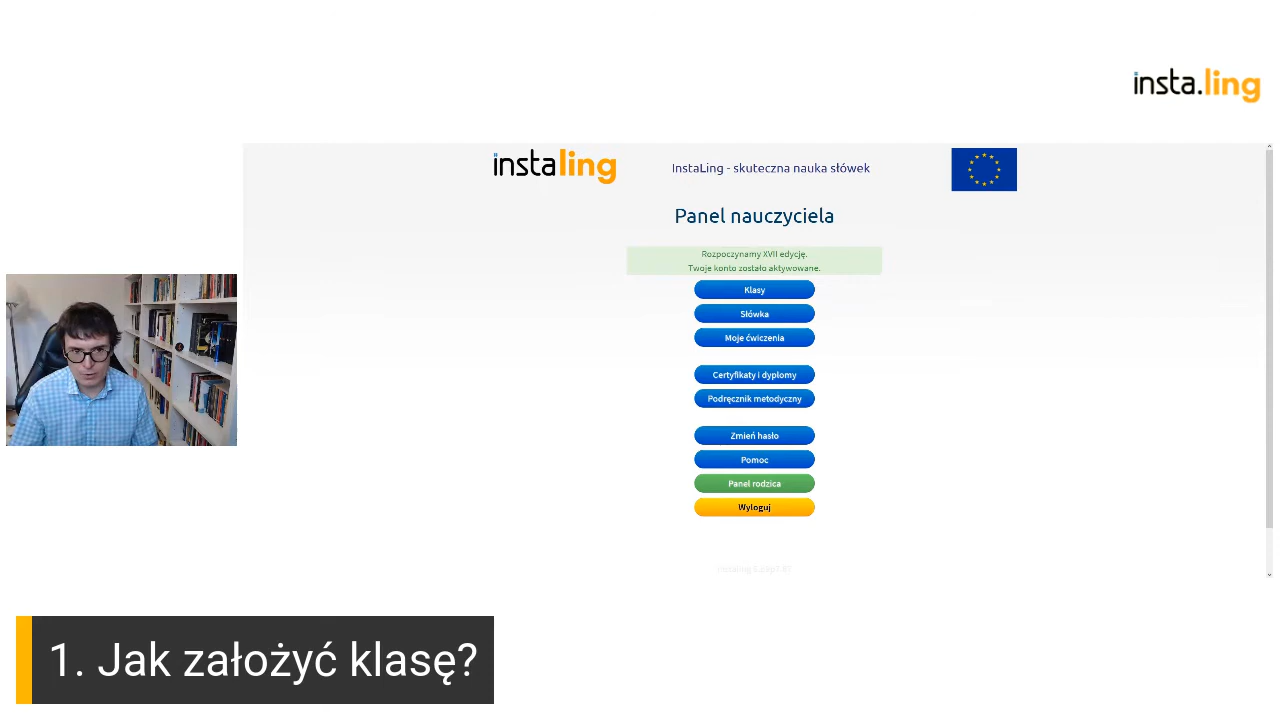 insta.ling
instaling
InstaLing - skuteczna nauka słówek
Panel nauczyciela
Rozpoczynamy XVII edycję.
Twoje konto zostało aktywowane.
Klasy
Słówka
Moje ćwiczenia
Certyfikaty i dyplomy
Podręcznik metodyczny
Zmień hasło
Pomoc
Panel rodzica
Wyloguj
1. Jak założyć klasę?